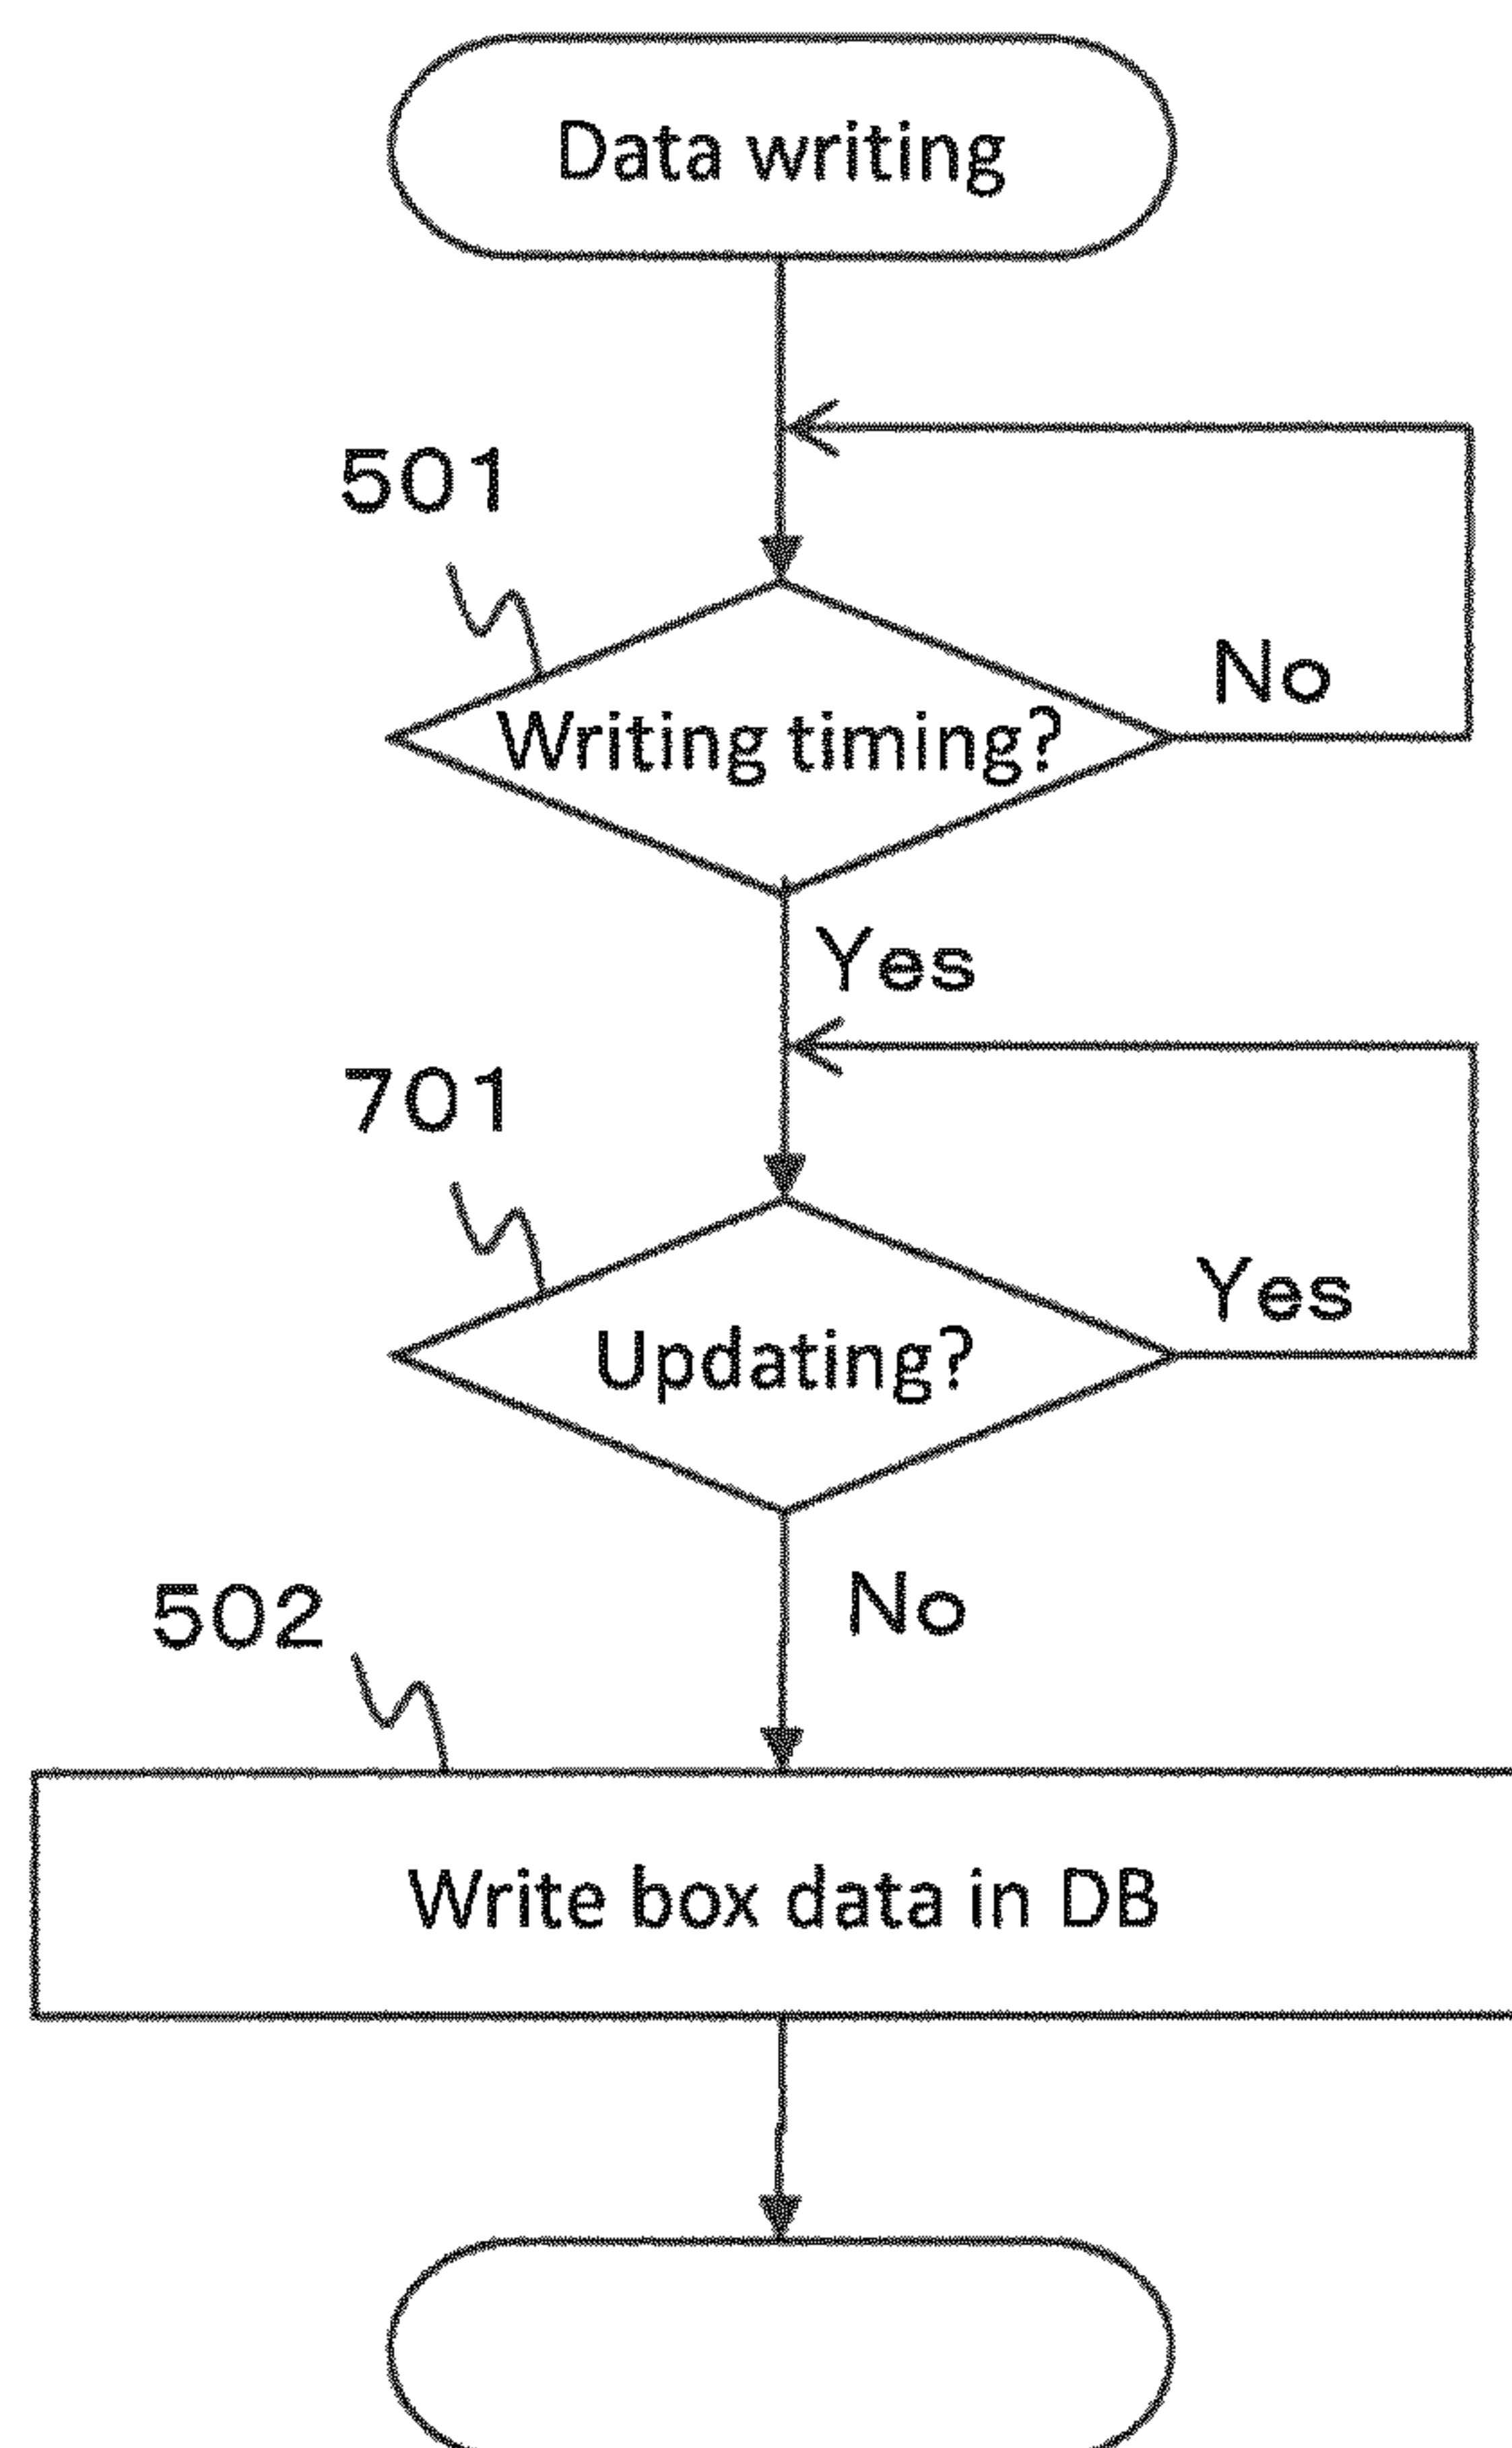 Data writing
501
Writing timing?
No
Yes
701
Updating?
Yes
No
502
Write box data in DB